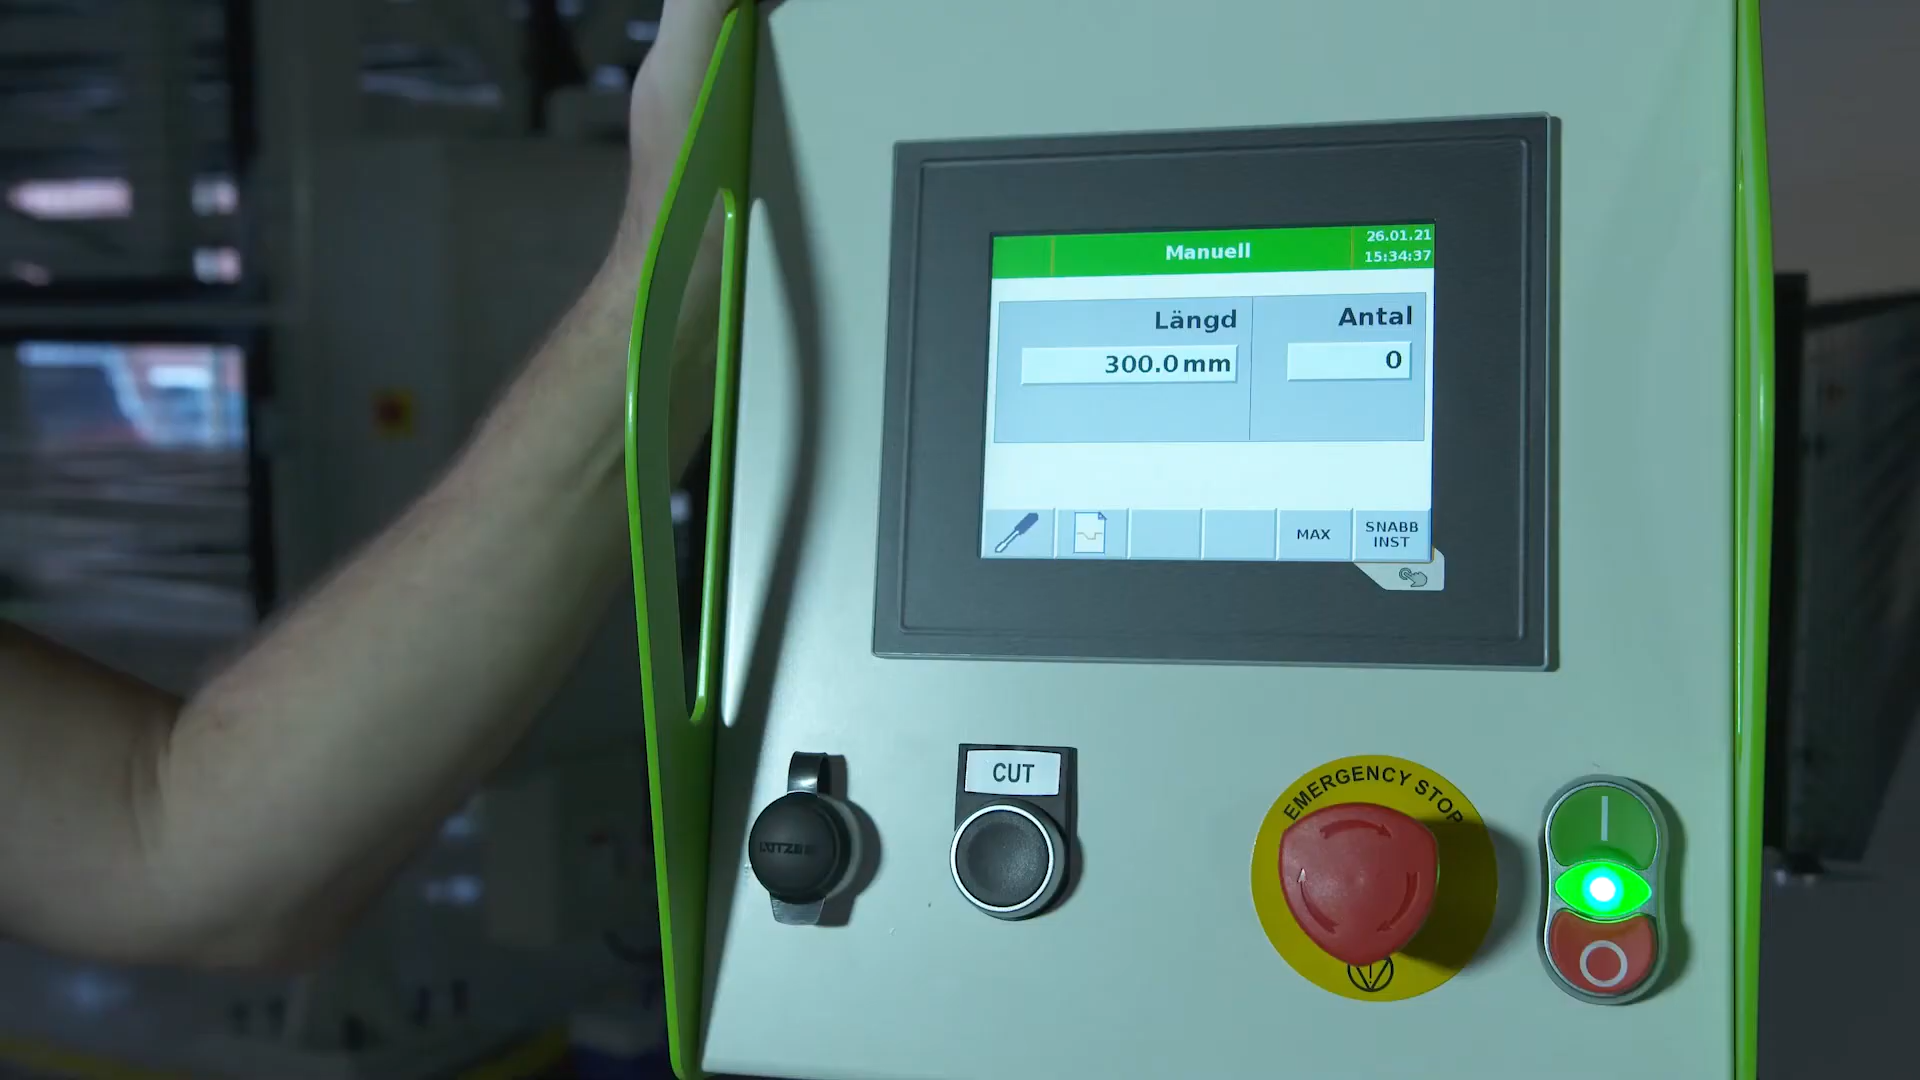 Manuell
26.01.21
15:34:37
Längd
Antal
300.0 mm
0
MAX
SNABB
INST
CUT
EMERGENCY STOP